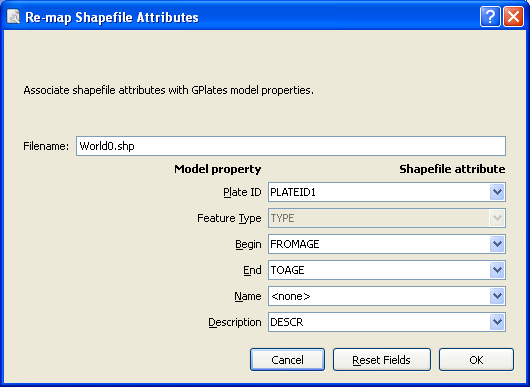 Re-map Shapefile Attributes
Associate shapefile attributes with GPlates model properties.
Filename: World0.shp
Model property Shapefile attribute
Plate ID PLATEID1
Feature Type TYPE
Begin FROMAGE
End TOAGE
Name <none>
Description DESCR
Cancel Reset Fields OK